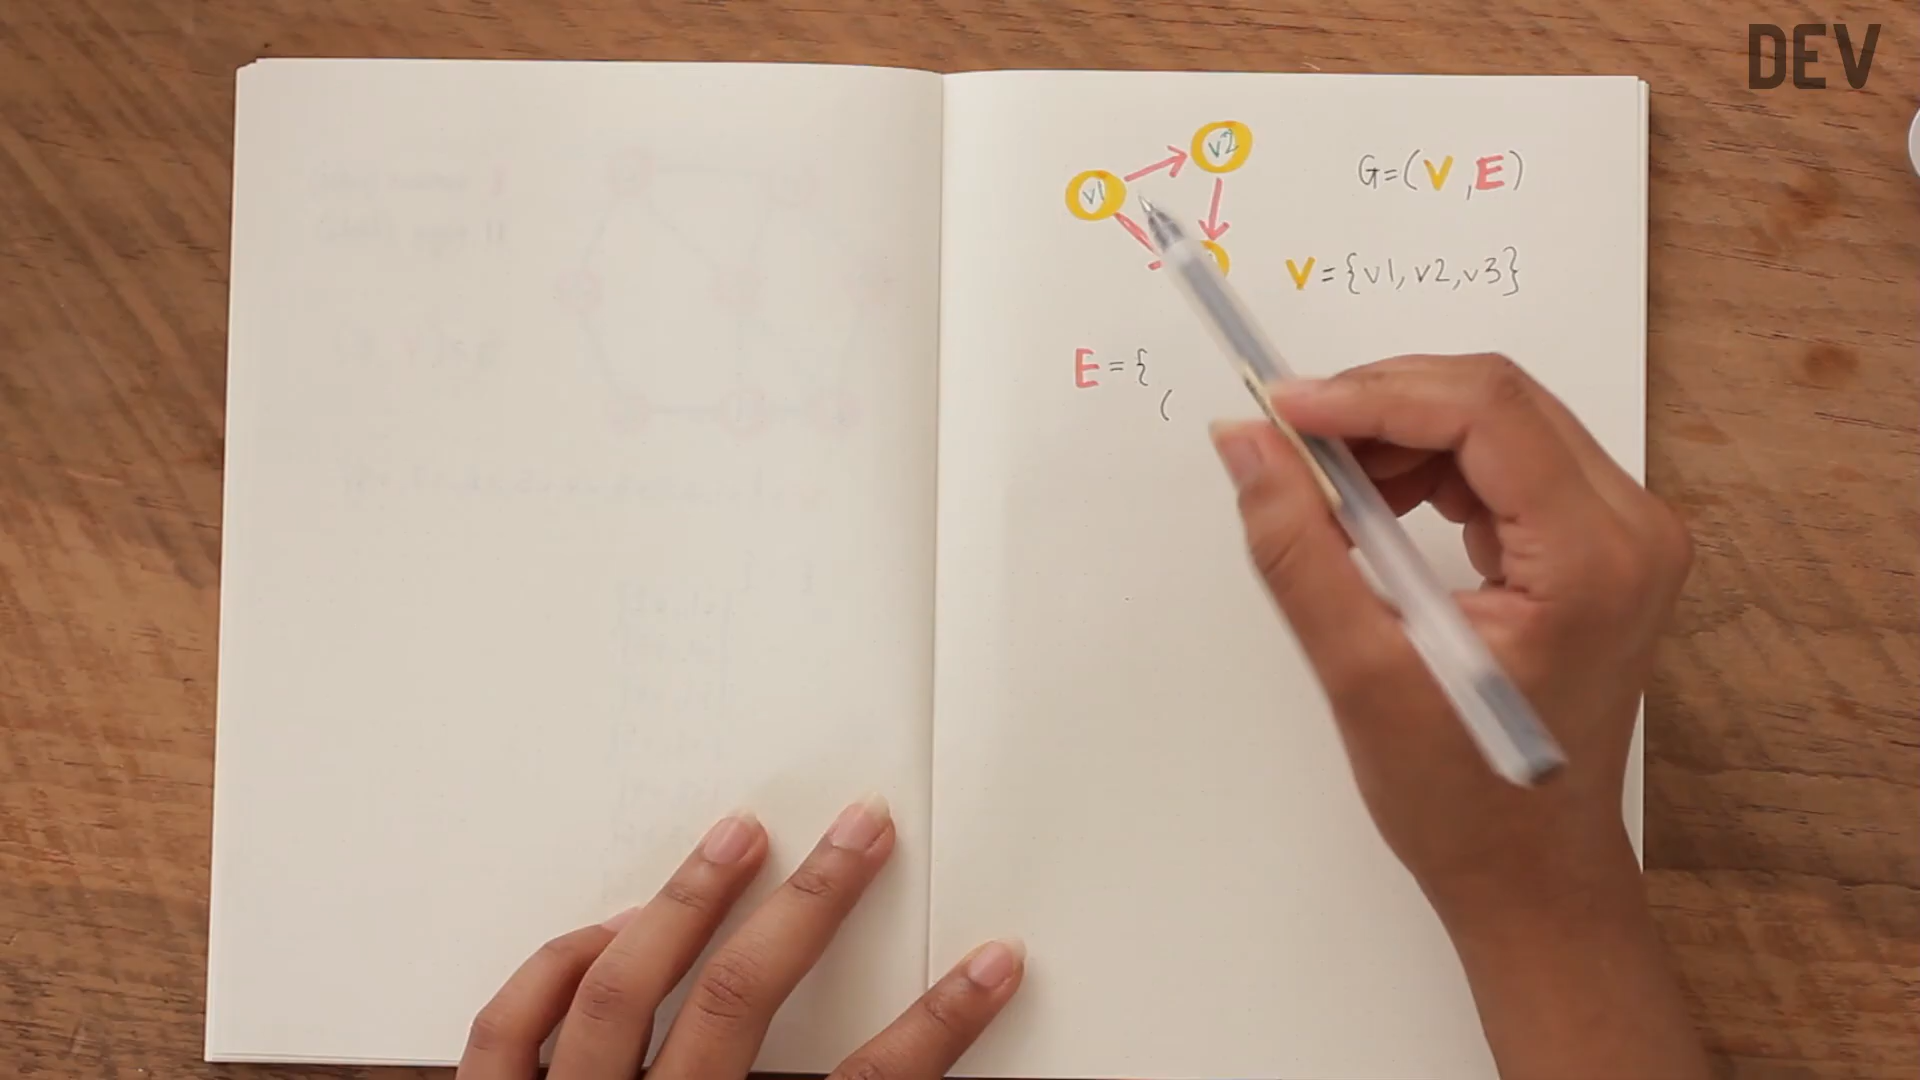 DEV
v2
v1
G=(V,E)
V={v1,v2,v3}
E={
(